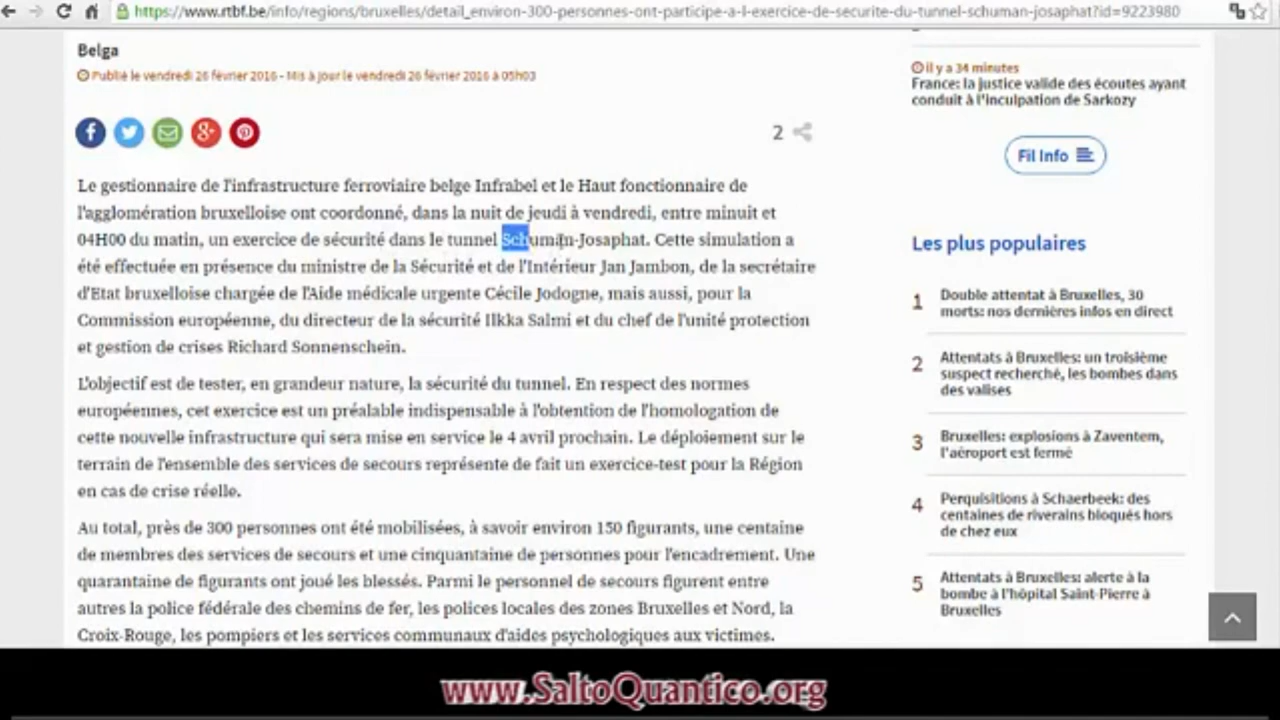 https://www.rtbf.be/info/regions/bruxelles/detail_environ-300-personnes-ont-participe-a-l-exercice-de-securite-du-tunnel-schuman-josaphat?id=9223980
Belga
Publié le vendredi 26 février 2016 - Mis à jour le vendredi 26 février 2016 à 05h03
2
Le gestionnaire de l'infrastructure ferroviaire belge Infrabel et le Haut fonctionnaire de
l'agglomération bruxelloise ont coordonné, dans la nuit de jeudi à vendredi, entre minuit et
04H00 du matin, un exercice de sécurité dans le tunnel Schuman-Josaphat. Cette simulation a
été effectuée en présence du ministre de la Sécurité et de l'Intérieur Jan Jambon, de la secrétaire
d'Etat bruxelloise chargée de l'Aide médicale urgente Cécile Jodogne, mais aussi, pour la
Commission européenne, du directeur de la sécurité Ilkka Salmi et du chef de l'unité protection
et gestion de crises Richard Sonnenschein.
L'objectif est de tester, en grandeur nature, la sécurité du tunnel. En respect des normes
européennes, cet exercice est un préalable indispensable à l'obtention de l'homologation de
cette nouvelle infrastructure qui sera mise en service le 4 avril prochain. Le déploiement sur le
terrain de l'ensemble des services de secours représente de fait un exercice-test pour la Région
en cas de crise réelle.
Au total, près de 300 personnes ont été mobilisées, à savoir environ 150 figurants, une centaine
de membres des services de secours et une cinquantaine de personnes pour l'encadrement. Une
quarantaine de figurants ont joué les blessés. Parmi le personnel de secours figurent entre
autres la police fédérale des chemins de fer, les polices locales des zones Bruxelles et Nord, la
Croix-Rouge, les pompiers et les services communaux d'aides psychologiques aux victimes.
il y a 34 minutes
France: la justice valide des écoutes ayant
conduit à l'inculpation de Sarkozy
Fil Info
Les plus populaires
1 Double attentat à Bruxelles, 30
morts: nos dernières infos en direct
2 Attentats à Bruxelles: un troisième
suspect recherché, les bombes dans
des valises
3 Bruxelles: explosions à Zaventem,
l'aéroport est fermé
4 Perquisitions à Schaerbeek: des
centaines de riverains bloqués hors
de chez eux
5 Attentats à Bruxelles: alerte à la
bombe à l'hôpital Saint-Pierre à
Bruxelles
www.SaltoQuantico.org